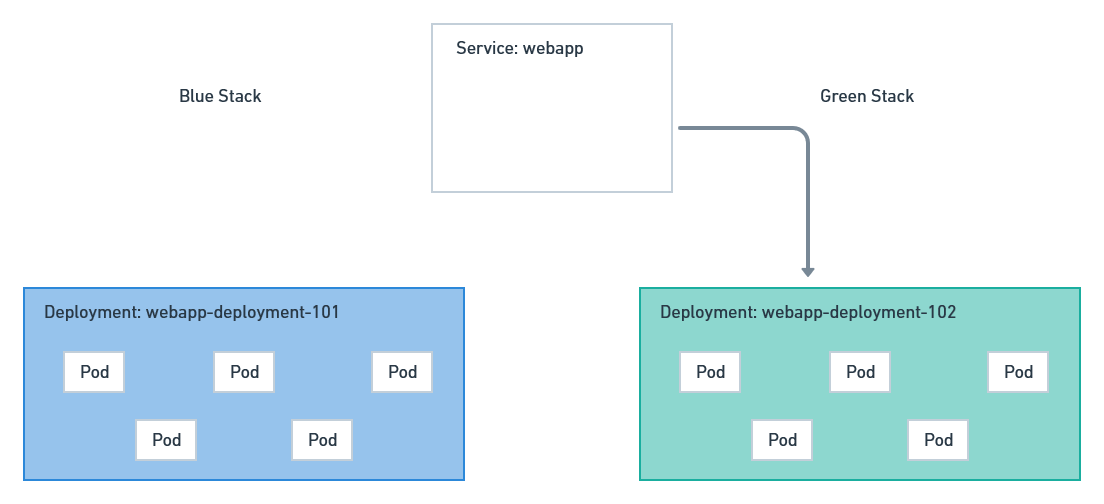 Service: webapp
Blue Stack
Green Stack
Deployment: webapp-deployment-101
Pod
Pod
Pod
Pod
Pod
Deployment: webapp-deployment-102
Pod
Pod
Pod
Pod
Pod